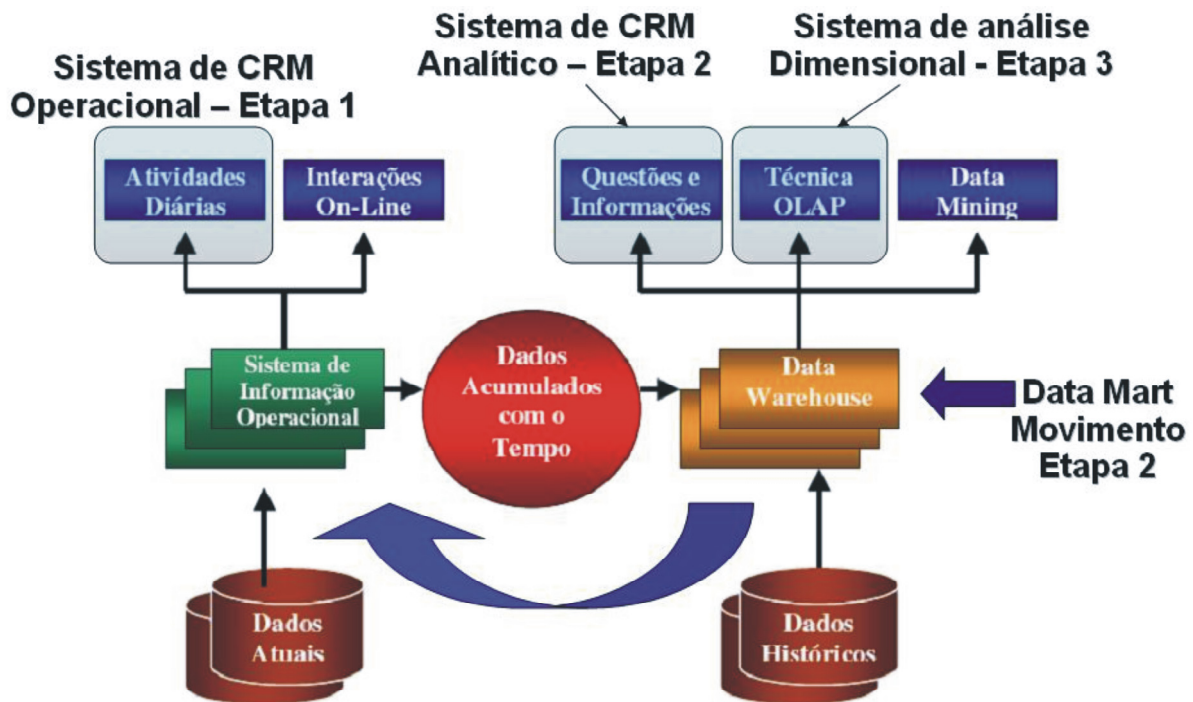 Sistema de CRM
Operacional – Etapa 1
Sistema de CRM
Analítico – Etapa 2
Sistema de análise
Dimensional - Etapa 3
Atividades
Diárias
Interações
On-Line
Questões e
Informações
Técnica
OLAP
Data
Mining
Sistema de
Informação
Operacional
Dados
Acumulados
com o
Tempo
Data
Warehouse
Data Mart
Movimento
Etapa 2
Dados
Atuais
Dados
Históricos